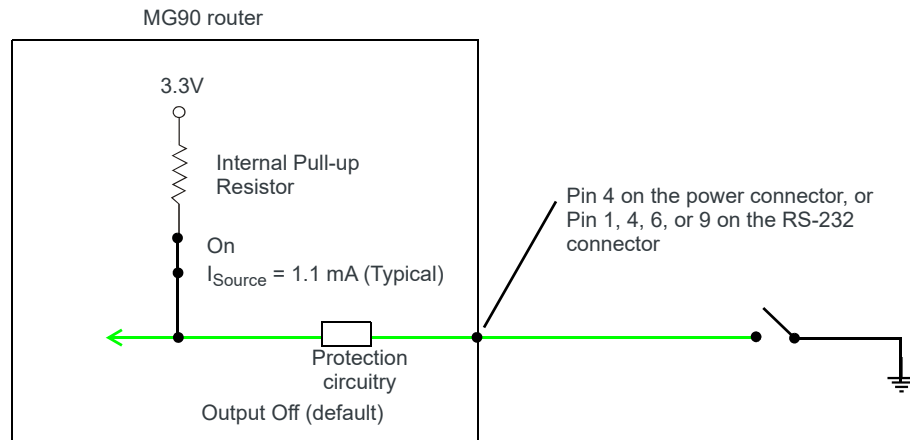 MG90 router
3.3V
Internal Pull-up
Resistor
On
I_Source = 1.1 mA (Typical)
Pin 4 on the power connector, or
Pin 1, 4, 6, or 9 on the RS-232
connector
Protection
circuitry
Output Off (default)